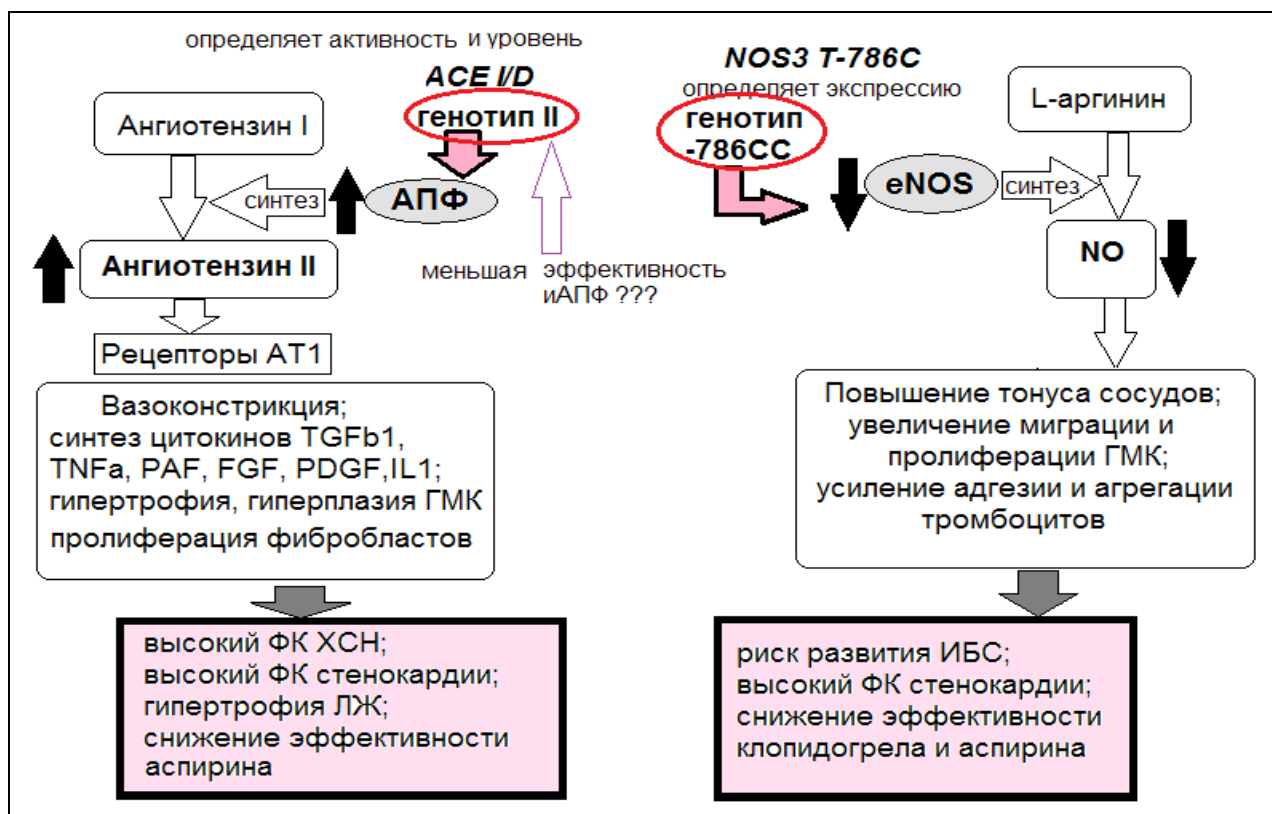 определяет активность и уровень
ACE I/D
генотип II
Ангиотензин I
синтез
АПФ
Ангиотензин II
меньшая эффективность
иАПФ ???
Рецепторы АТ1
Вазоконстрикция;
синтез цитокинов TGFb1,
TNFa, PAF, FGF, PDGF,IL1;
гипертрофия, гиперплазия ГМК
пролиферация фибробластов
высокий ФК ХСН;
высокий ФК стенокардии;
гипертрофия ЛЖ;
снижение эффективности
аспирина
NOS3 T-786C
определяет экспрессию
генотип
-786CC
L-аргинин
eNOS
синтез
NO
Повышение тонуса сосудов;
увеличение миграции и
пролиферации ГМК;
усиление адгезии и агрегации
тромбоцитов
риск развития ИБС;
высокий ФК стенокардии;
снижение эффективности
клопидогрела и аспирина